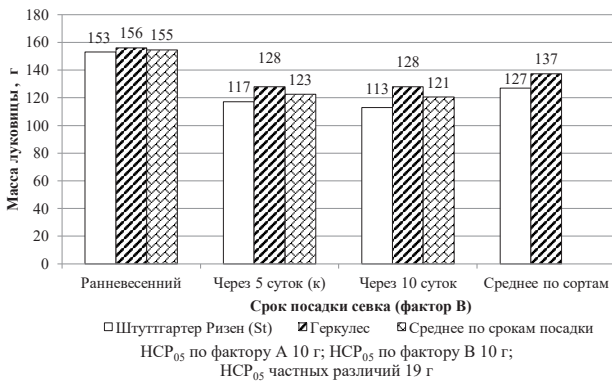 180
160
140
120
100
80
60
40
20
0
Масса луковицы, г
153 156 155
117 128 123
113 128 121
127 137
Ранневесенний Через 5 суток (к) Через 10 суток Среднее по сортам
Срок посадки севка (фактор В)
Штуттгартер Ризен (St) Геркулес Среднее по срокам посадки
НСР05 по фактору А 10 г; НСР05 по фактору В 10 г;
НСР05 частных различий 19 г